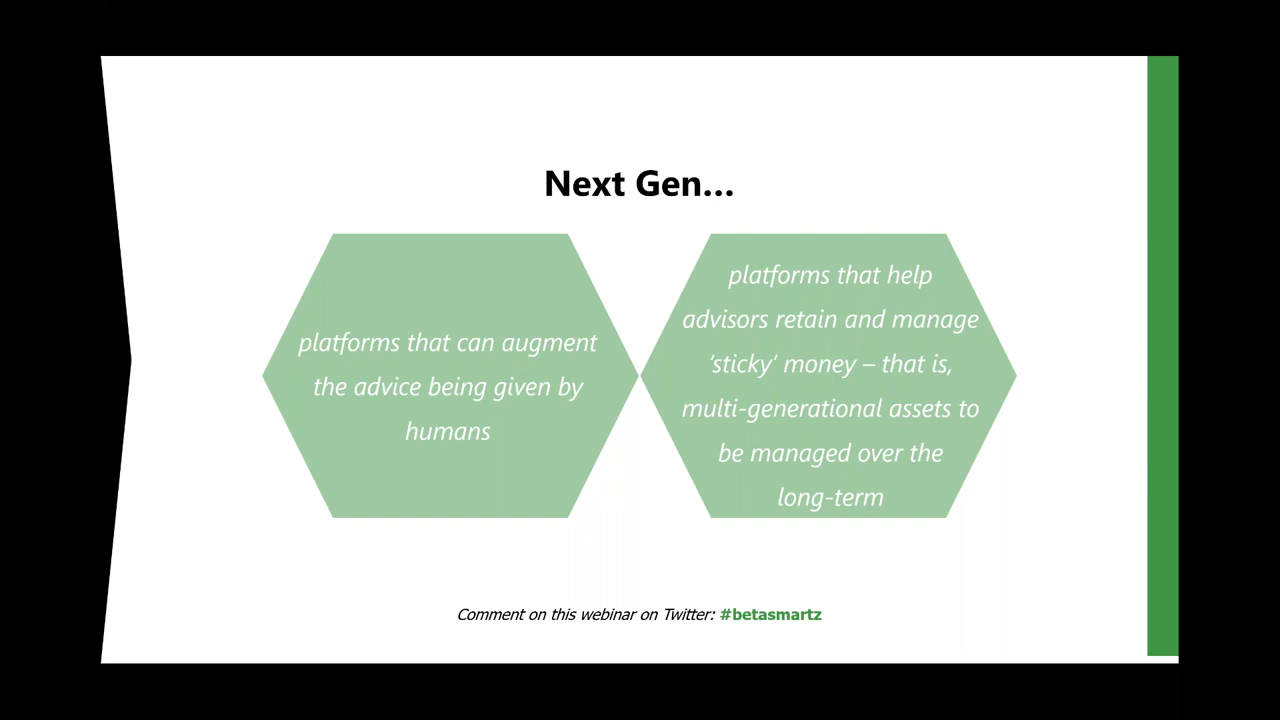 Next Gen...
platforms that can augment
the advice being given by
humans
platforms that help
advisors retain and manage
‘sticky’ money – that is,
multi-generational assets to
be managed over the
long-term
Comment on this webinar on Twitter: #betasmartz